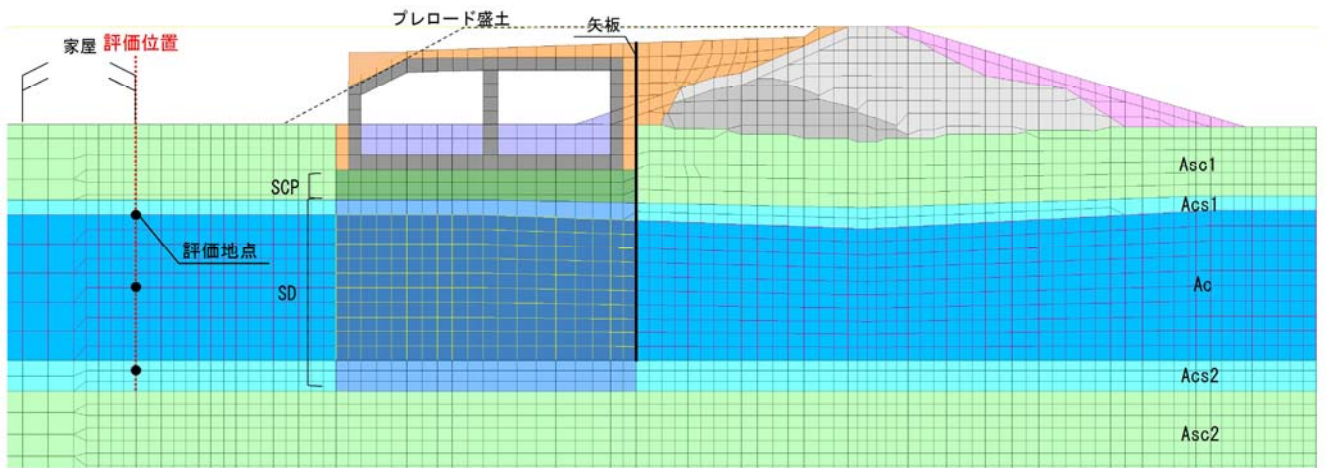 プレロード盛土
矢板
家屋
評価位置
SCP
評価地点
SD
Asc1
Acs1
Ac
Acs2
Asc2